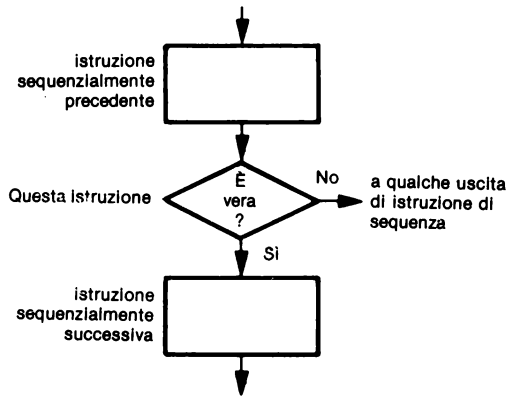 istruzione
sequenzialmente
precedente
È
vera
?
No
Questa istruzione
a qualche uscita
di istruzione di
sequenza
Sì
istruzione
sequenzialmente
successiva